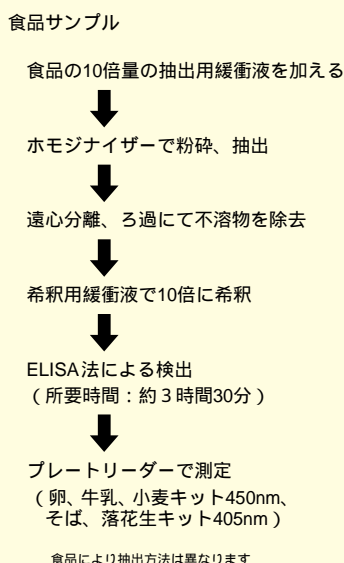 食品サンプル
食品の10倍量の抽出用緩衝液を加える
ホモジナイザーで粉砕、抽出
遠心分離、ろ過にて不溶物を除去
希釈用緩衝液で10倍に希釈
ELISA法による検出
(所要時間:約3時間30分)
プレートリーダーで測定
(卵、牛乳、小麦キット450nm、
そば、落花生キット405nm)
食品により抽出方法は異なります